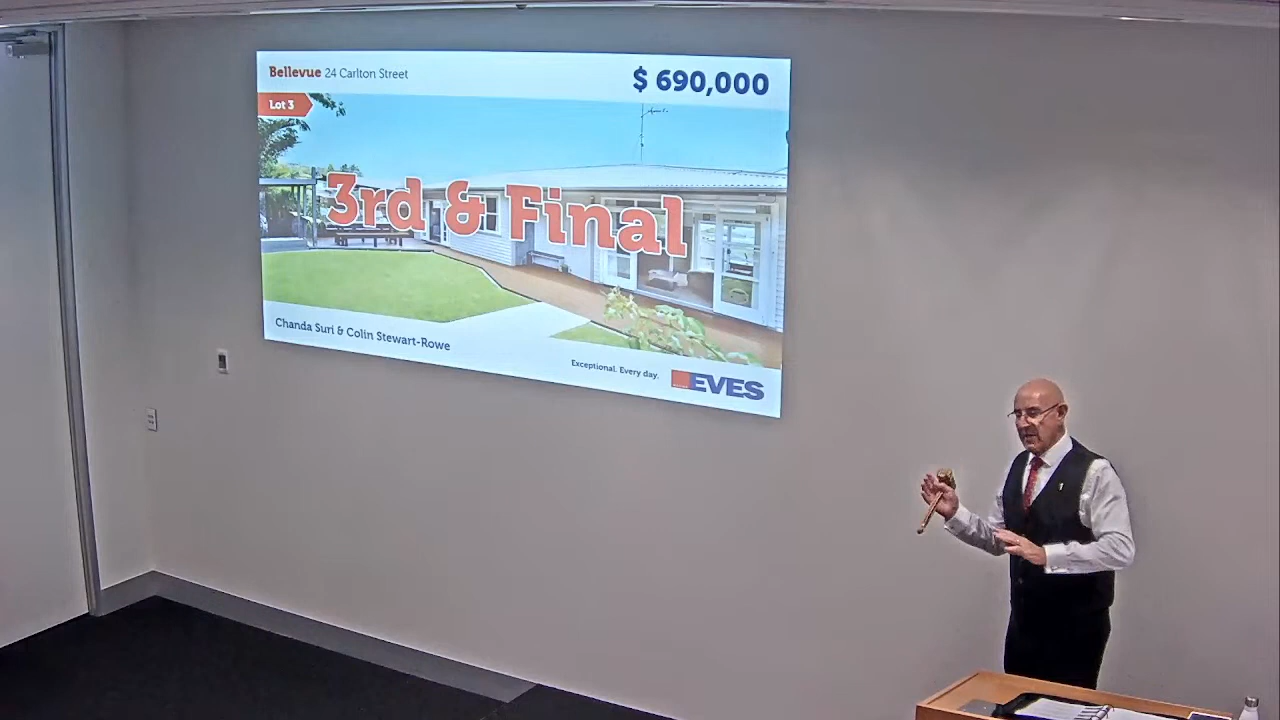 Bellevue 24 Carlton Street
$ 690,000
Lot 3
3rd & Final
Chanda Suri & Colin Stewart-Rowe
Exceptional. Every day.
EVES